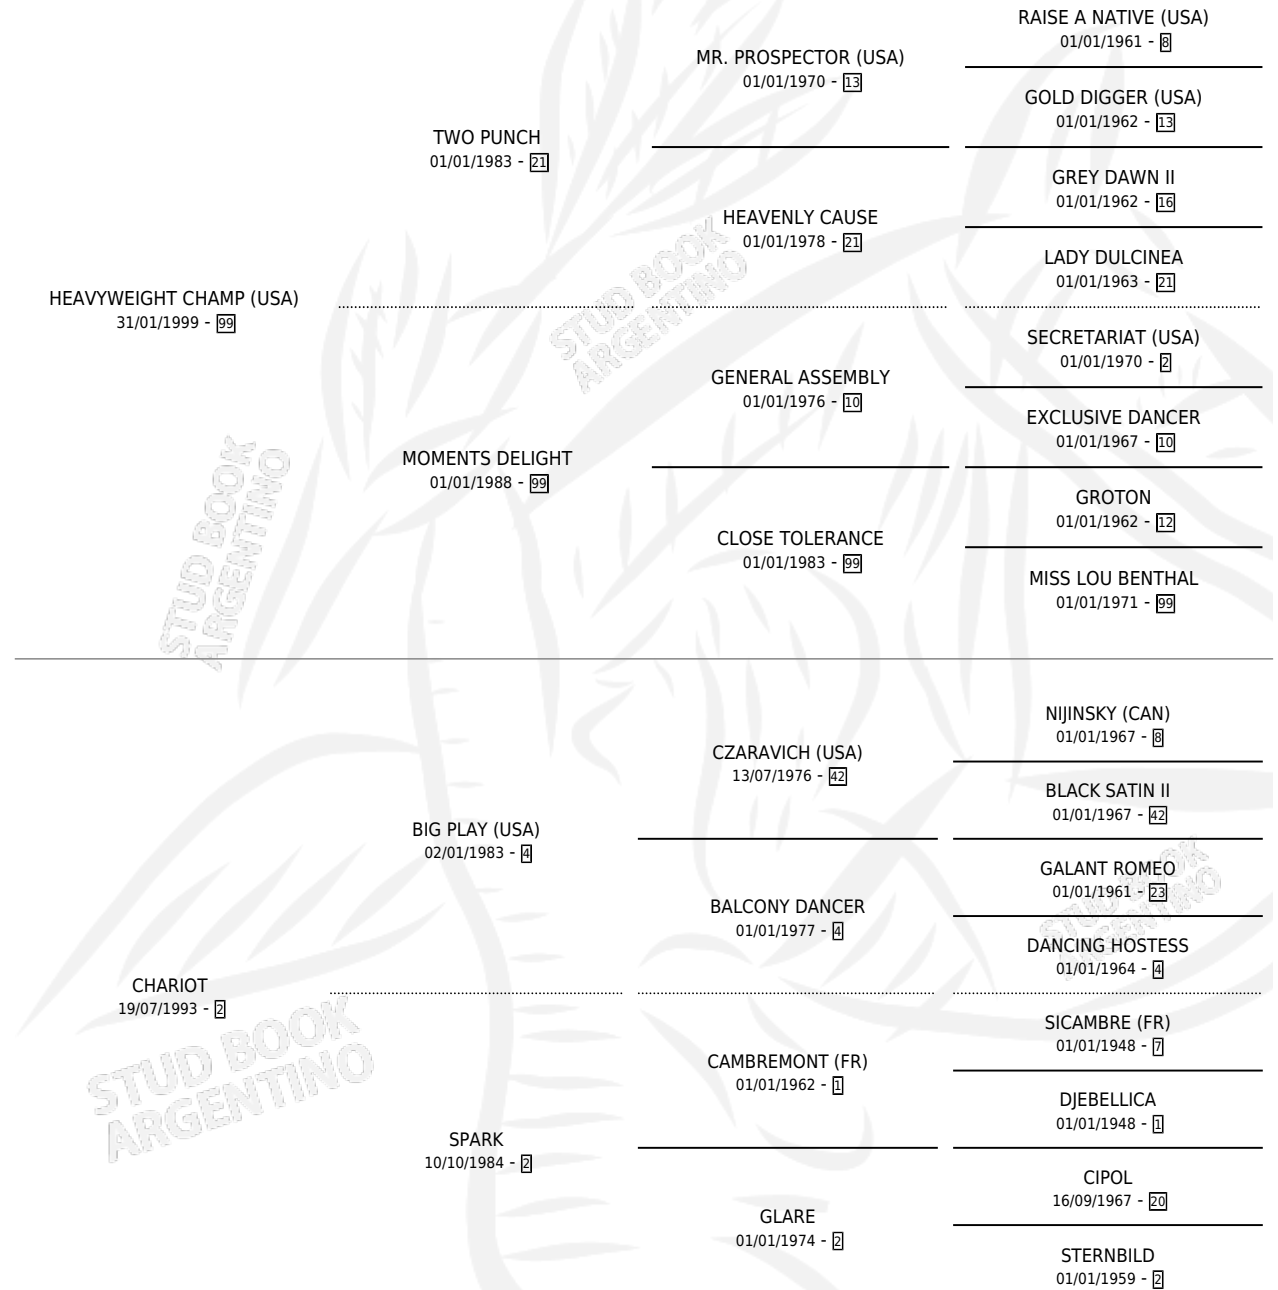 RAISE A NATIVE (USA)
01/01/1961 - 8
MR. PROSPECTOR (USA)
01/01/1970 - 13
GOLD DIGGER (USA)
01/01/1962 - 13
TWO PUNCH
01/01/1983 - 21
GREY DAWN II
01/01/1962 - 16
HEAVENLY CAUSE
01/01/1978 - 21
LADY DULCINEA
01/01/1963 - 21
HEAVYWEIGHT CHAMP (USA)
31/01/1999 - 99
STUD BOOK
ARGENTINO
SECRETARIAT (USA)
01/01/1970 - 2
GENERAL ASSEMBLY
01/01/1976 - 10
EXCLUSIVE DANCER
01/01/1967 - 10
MOMENTS DELIGHT
01/01/1988 - 99
STUD BOOK
ARGENTINO
GROTON
01/01/1962 - 12
CLOSE TOLERANCE
01/01/1983 - 99
MISS LOU BENTHAL
01/01/1971 - 99
NIJINSKY (CAN)
01/01/1967 - 8
CZARAVICH (USA)
13/07/1976 - 42
BLACK SATIN II
01/01/1967 - 42
BIG PLAY (USA)
02/01/1983 - 4
GALANT ROMEO
01/01/1961 - 23
STUD BOOK
ARGENTINO
BALCONY DANCER
01/01/1977 - 4
DANCING HOSTESS
01/01/1964 - 4
CHARIOT
19/07/1993 - 2
STUD BOOK
ARGENTINO
SICAMBRE (FR)
01/01/1948 - 7
CAMBREMONT (FR)
01/01/1962 - 1
DJEBELLICA
01/01/1948 - 1
SPARK
10/10/1984 - 2
CIPOL
16/09/1967 - 20
GLARE
01/01/1974 - 2
STERNBILD
01/01/1959 - 2